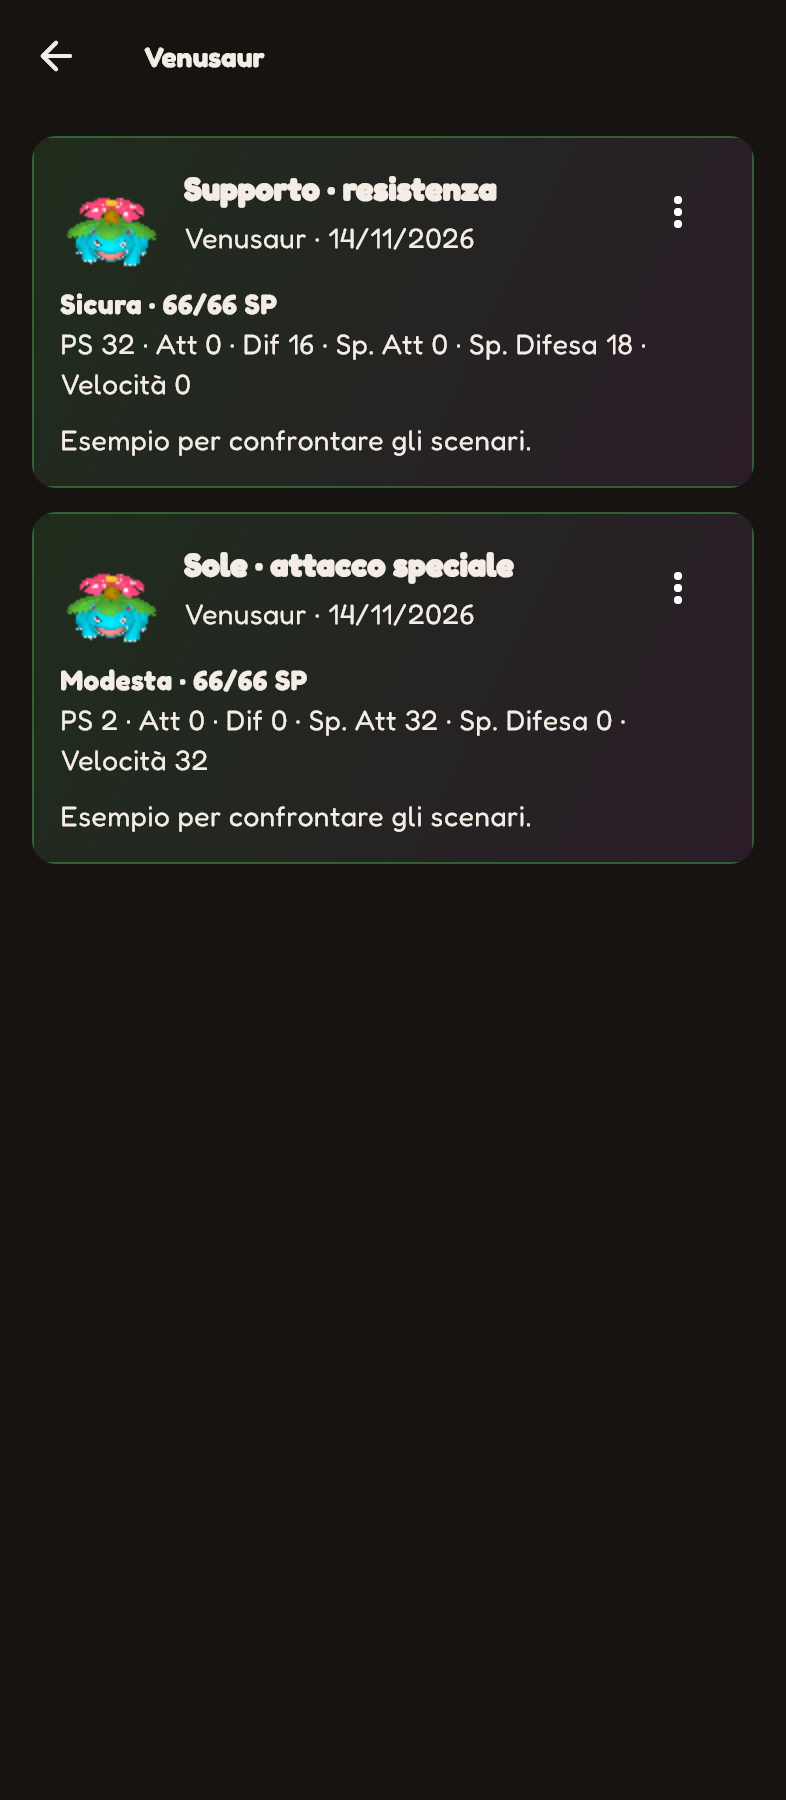 Venusaur
Supporto · resistenza
Venusaur · 14/11/2026
Sicura · 66/66 SP
PS 32 · Att 0 · Dif 16 · Sp. Att 0 · Sp. Difesa 18 ·
Velocità 0
Esempio per confrontare gli scenari.
Sole · attacco speciale
Venusaur · 14/11/2026
Modesta · 66/66 SP
PS 2 · Att 0 · Dif 0 · Sp. Att 32 · Sp. Difesa 0 ·
Velocità 32
Esempio per confrontare gli scenari.